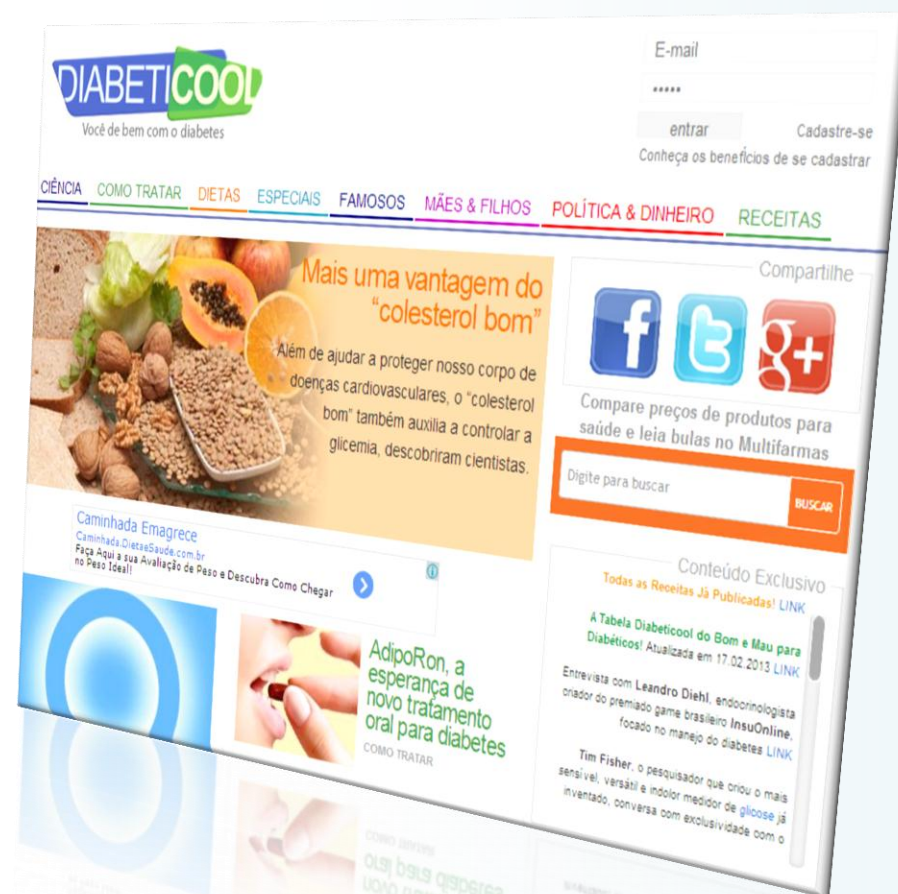 DIABETICOOL
Você de bem com o diabetes
E-mail
•••••
entrar
Cadastre-se
Conheça os benefícios de se cadastrar
CIÊNCIA COMO TRATAR DIETAS ESPECIAIS FAMOSOS MÃES & FILHOS POLÍTICA & DINHEIRO RECEITAS
Mais uma vantagem do
“colesterol bom”
Além de ajudar a proteger nosso corpo de
doenças cardiovasculares, o “colesterol
bom” também auxilia a controlar a
glicemia, descobriram cientistas.
Compartilhe
f t g+
Compare preços de produtos para
saúde e leia bulas no Multifarmas
Digite para buscar
BUSCAR
Caminhada Emagrece
Caminhada.DietaeSaude.com.br
Faça Aqui a sua Avaliação de Peso e Descubra Como Chegar
no Peso Ideal!
AdipoRon, a
esperança de
novo tratamento
oral para diabetes
COMO TRATAR
Conteúdo Exclusivo
Todas as Receitas Já Publicadas! LINK
A Tabela Diabeticool do Bom e Mau para
Diabéticos! Atualizada em 17.02.2013 LINK
Entrevista com Leandro Diehl, endocrinologista
criador do premiado game brasileiro InsuOnline,
focado no manejo do diabetes LINK
Tim Fisher, o pesquisador que criou o mais
sensível, versátil e indolor medidor de glicose já
inventado, conversa com exclusividade com o